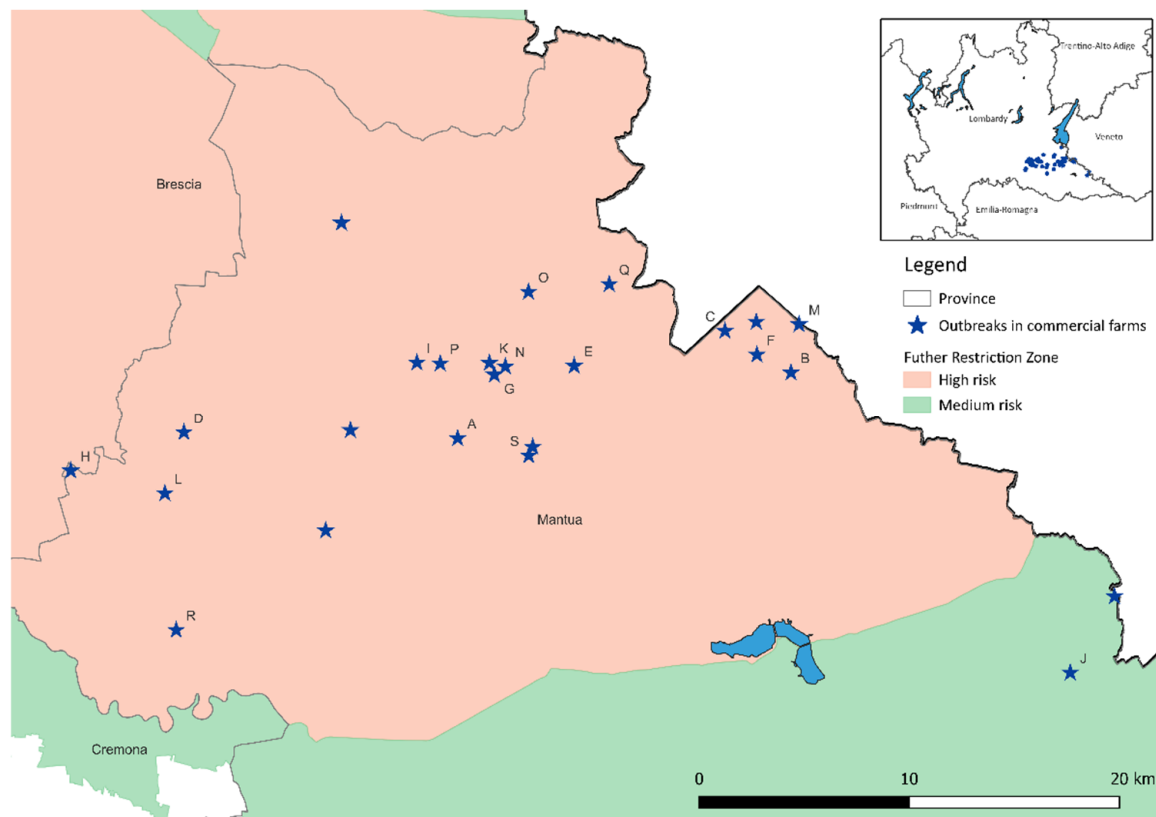 Trentino-Alto Adige
Lombardy
Veneto
Piedmont
Emilia-Romagna
Brescia
Legend
Province
Outbreaks in commercial farms
Futher Restriction Zone
High risk
Medium risk
Q
O
C
M
F
B
I
P
K
N
E
G
D
A
S
H
L
Mantua
R
J
Cremona
0
10
20 km